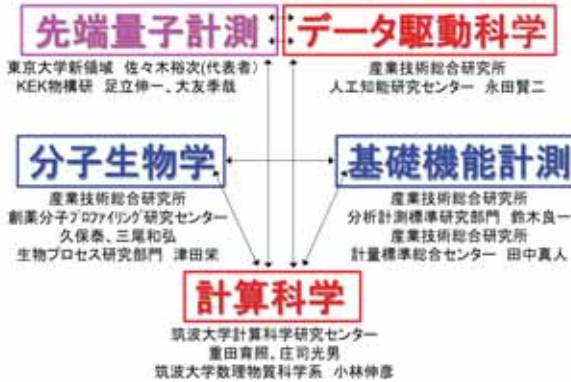 先端量子計測
データ駆動科学
東京大学新領域 佐々木裕次(代表者)
KEK物構研 足立伸一、大友季哉
産業技術総合研究所
人工知能研究センター 永田賢二
分子生物学
基礎機能計測
産業技術総合研究所
創薬分子プロファイリング研究センター
久保泰、三尾和弘
生物プロセス研究部門 津田栄
産業技術総合研究所
分析計測標準研究部門 鈴木良一
産業技術総合研究所
計量標準総合センター 田中真人
計算科学
筑波大学計算科学研究センター
重田育照、庄司光男
筑波大学数理物質科学系 小林伸彦